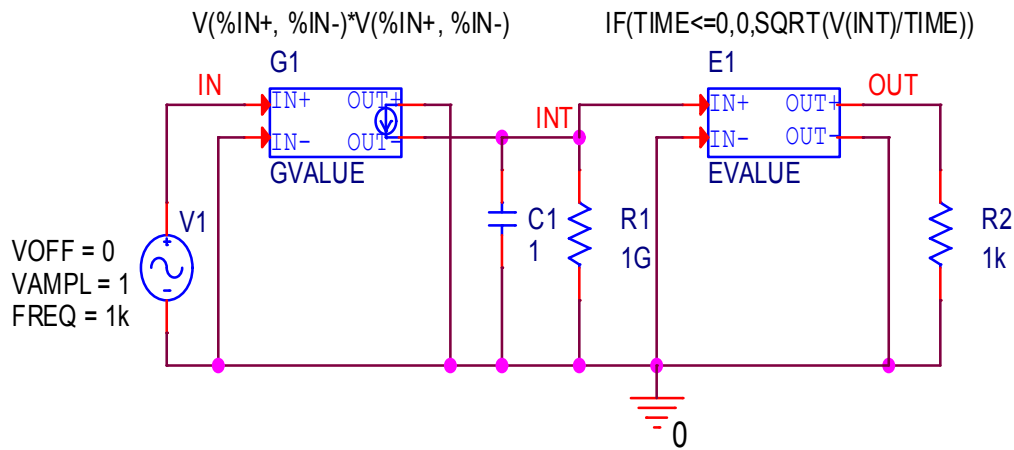 V(%IN+, %IN-)*V(%IN+, %IN-)
IF(TIME<=0,0,SQRT(V(INT)/TIME))
G1
E1
IN
IN+
OUT+
IN-
OUT-
GVALUE
INT
IN+
OUT+
IN-
OUT-
EVALUE
OUT
V1
VOFF = 0
VAMPL = 1
FREQ = 1k
C1
1
R1
1G
R2
1k
0